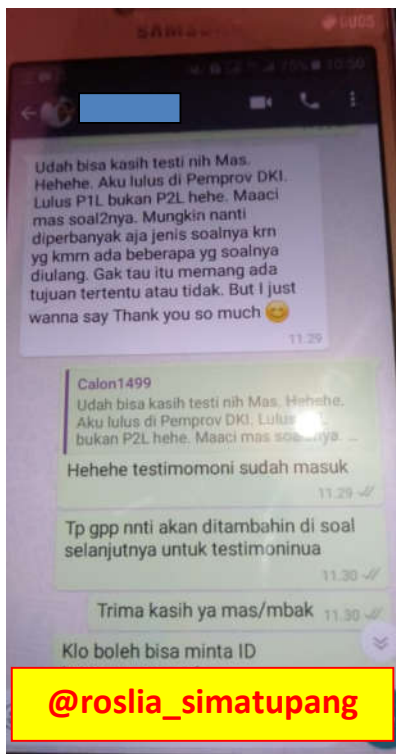 SAMSUNG
DUOS
75% 10:50
Udah bisa kasih testi nih Mas.
Hehehe. Aku lulus di Pemprov DKI.
Lulus P1L bukan P2L hehe. Maaci
mas soal2nya. Mungkin nanti
diperbanyak aja jenis soalnya krn
yg kmrn ada beberapa yg soalnya
diulang. Gak tau itu memang ada
tujuan tertentu atau tidak. But I just
wanna say Thank you so much 😊
11.29
Calon1499
Udah bisa kasih testi nih Mas. Hehehe.
Aku lulus di Pemprov DKI. Lulus
bukan P2L hehe. Maaci mas soal2nya. ...
Hehehe testimomoni sudah masuk
11.29
Tp gpp nnti akan ditambahin di soal
selanjutnya untuk testimoninua
11.30
Trima kasih ya mas/mbak 11.30
Klo boleh bisa minta ID
@roslia_simatupang